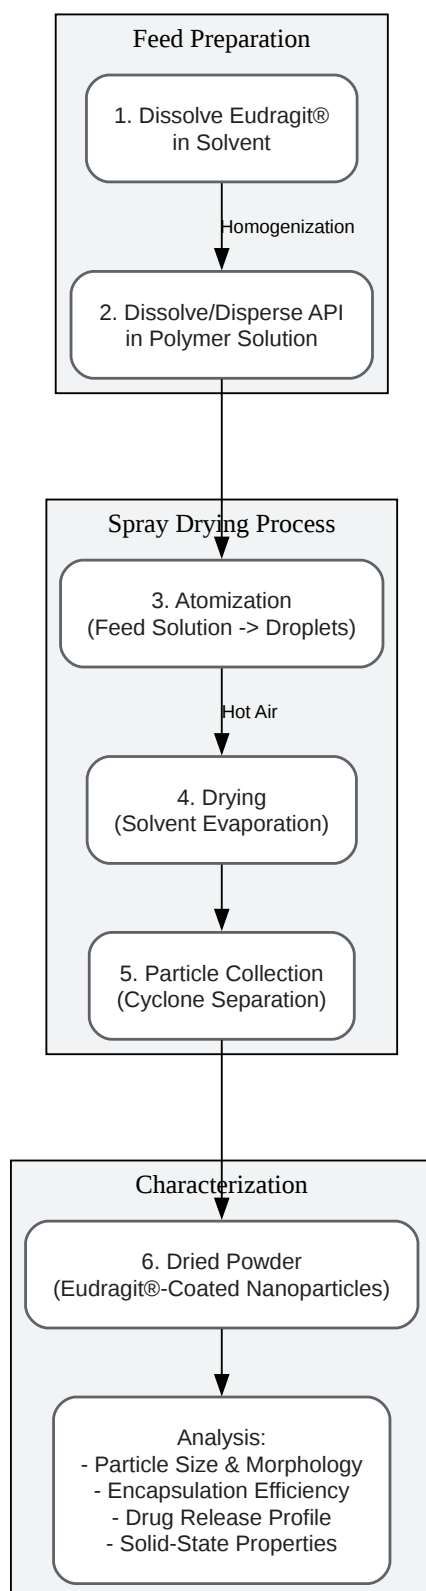 Feed Preparation
1. Dissolve Eudragit®
in Solvent
Homogenization
2. Dissolve/Disperse API
in Polymer Solution
Spray Drying Process
3. Atomization
(Feed Solution -> Droplets)
Hot Air
4. Drying
(Solvent Evaporation)
5. Particle Collection
(Cyclone Separation)
Characterization
6. Dried Powder
(Eudragit®-Coated Nanoparticles)
Analysis:
- Particle Size & Morphology
- Encapsulation Efficiency
- Drug Release Profile
- Solid-State Properties